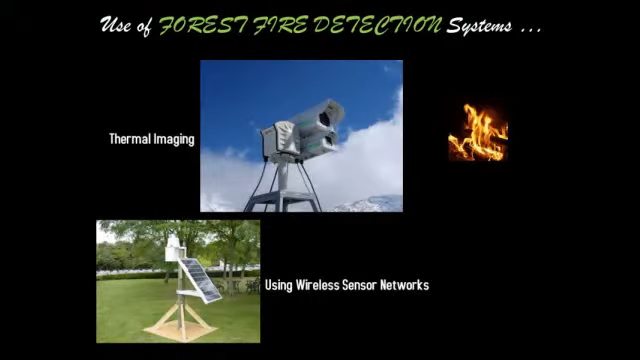 Use of FOREST FIRE DETECTION Systems ...
Thermal Imaging
Using Wireless Sensor Networks